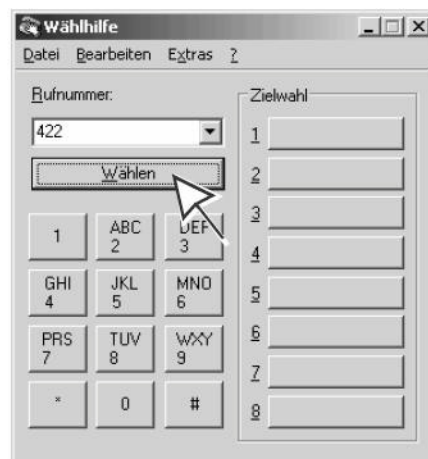 Wählhilfe
Datei Bearbeiten Extras ?
Rufnummer:
422
Wählen
1
ABC
2
DEF
3
GHI
4
JKL
5
MNO
6
PRS
7
TUV
8
WXY
9
*
0
#
Zielwahl
1
2
3
4
5
6
7
8